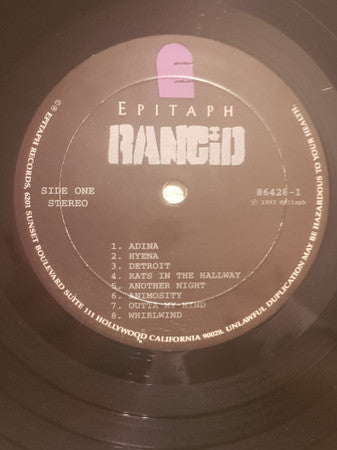 EPITAPH
RANCID
SIDE ONE
STEREO
86428-1
℗ © 1993 Epitaph
1. ADINA
2. HYENA
3. DETROIT
4. RATS IN THE HALLWAY
5. ANOTHER NIGHT
6. ANIMOSITY
7. OUTTA MY MIND
8. WHIRLWIND
℗ © EPITAPH RECORDS, 6201 SUNSET BOULEVARD SUITE 111 HOLLYWOOD CALIFORNIA 90028. UNLAWFUL DUPLICATION MAY BE HAZARDOUS TO YOUR HEALTH.